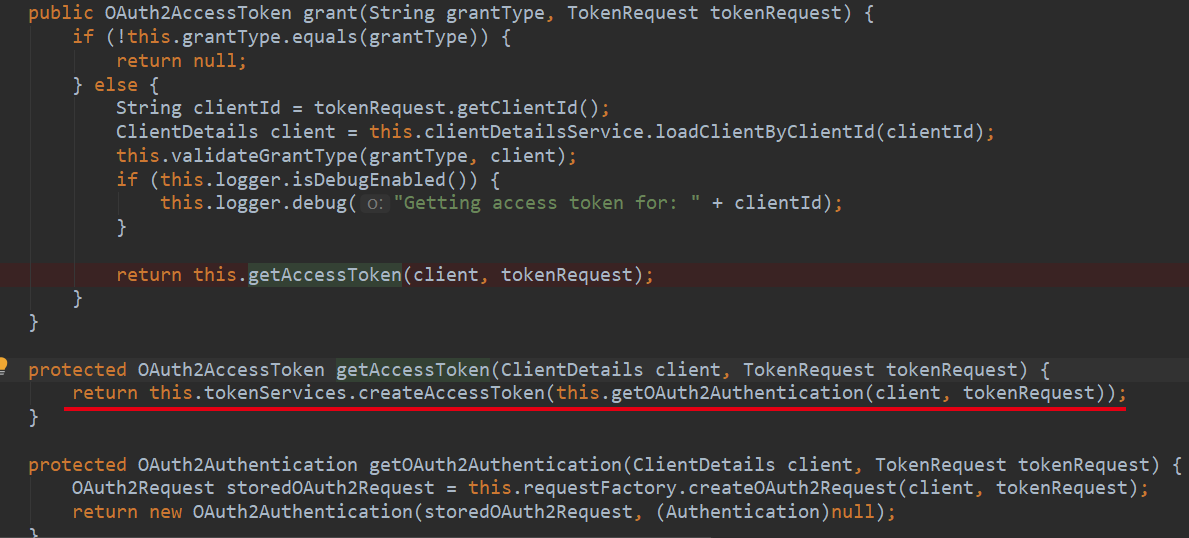 public OAuth2AccessToken grant(String grantType, TokenRequest tokenRequest) {
if (!this.grantType.equals(grantType)) {
return null;
} else {
String clientId = tokenRequest.getClientId();
ClientDetails client = this.clientDetailsService.loadClientByClientId(clientId);
this.validateGrantType(grantType, client);
if (this.logger.isDebugEnabled()) {
this.logger.debug( o: "Getting access token for: " + clientId);
}
return this.getAccessToken(client, tokenRequest);
}
}
protected OAuth2AccessToken getAccessToken(ClientDetails client, TokenRequest tokenRequest) {
return this.tokenServices.createAccessToken(this.getOAuth2Authentication(client, tokenRequest));
}
protected OAuth2Authentication getOAuth2Authentication(ClientDetails client, TokenRequest tokenRequest) {
OAuth2Request storedOAuth2Request = this.requestFactory.createOAuth2Request(client, tokenRequest);
return new OAuth2Authentication(storedOAuth2Request, (Authentication)null);
}